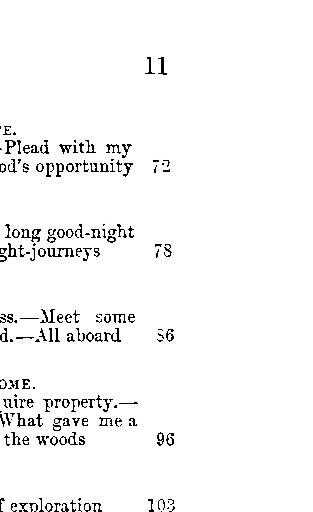 11
E.
—Plead with my
od's opportunity 72
long good-night
ght-journeys 78
ss.—Meet some
d.—All aboard 86
OME.
uire property.—
What gave me a
the woods 96
f exploration 103